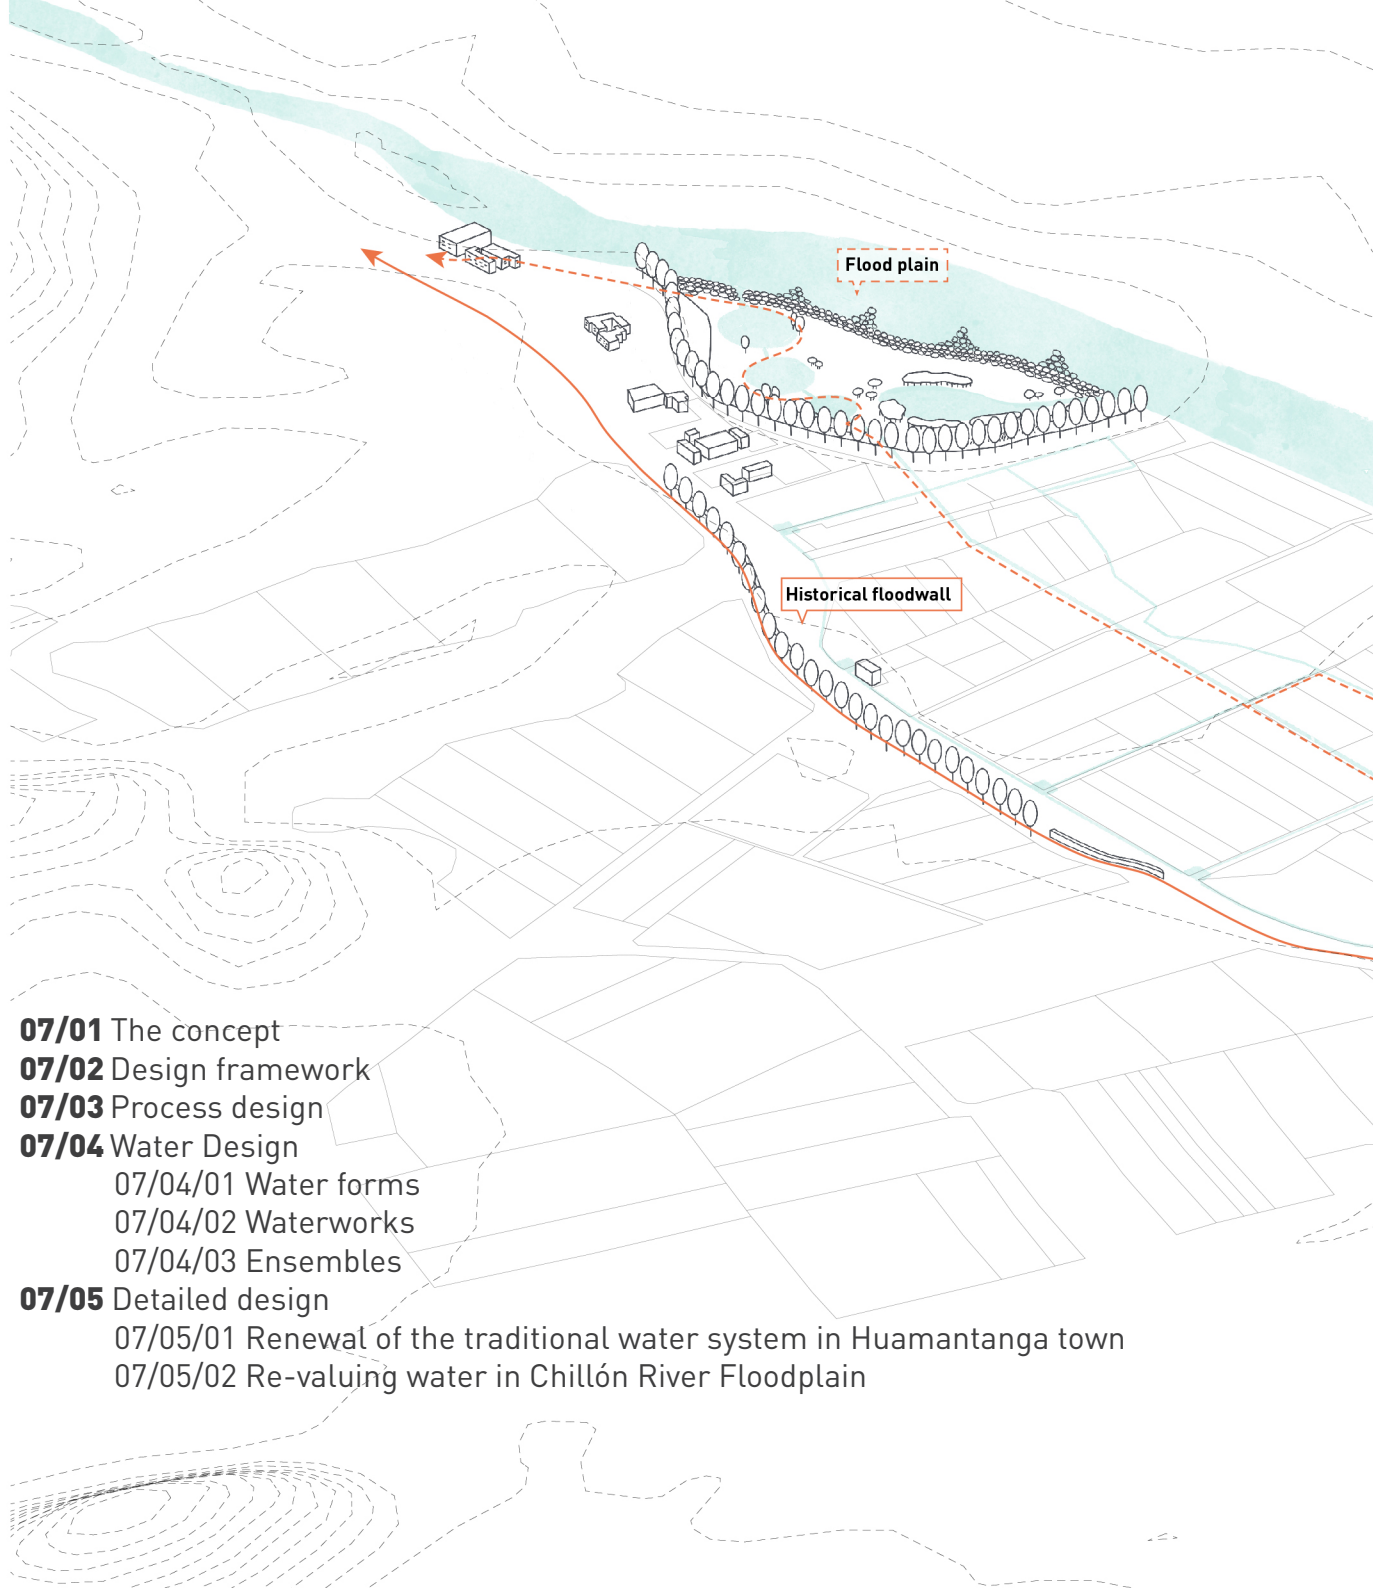 Flood plain
Historical floodwall
07/01 The concept
07/02 Design framework
07/03 Process design
07/04 Water Design
07/04/01 Water forms
07/04/02 Waterworks
07/04/03 Ensembles
07/05 Detailed design
07/05/01 Renewal of the traditional water system in Huamantanga town
07/05/02 Re-valuing water in Chillón River Floodplain